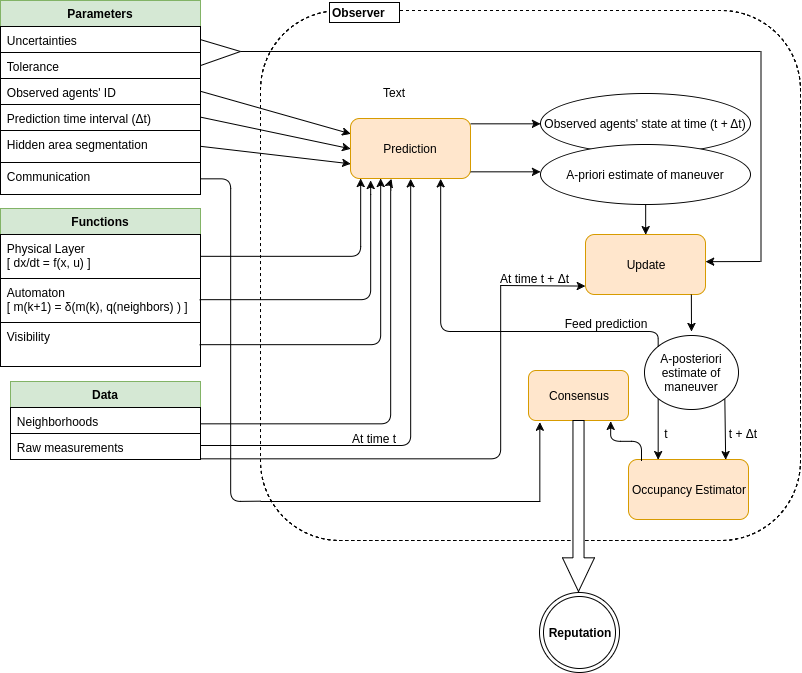 Parameters
Uncertainties
Tolerance
Observed agents' ID
Prediction time interval (Δt)
Hidden area segmentation
Communication
Functions
Physical Layer
[ dx/dt = f(x, u) ]
Automaton
[ m(k+1) = δ(m(k), q(neighbors) ) ]
Visibility
Data
Neighborhoods
Raw measurements
Observer
Text
Prediction
Observed agents' state at time (t + Δt)
A-priori estimate of maneuver
Update
At time t + Δt
Feed prediction
A-posteriori
estimate of
maneuver
Consensus
At time t
t
t + Δt
Occupancy Estimator
Reputation